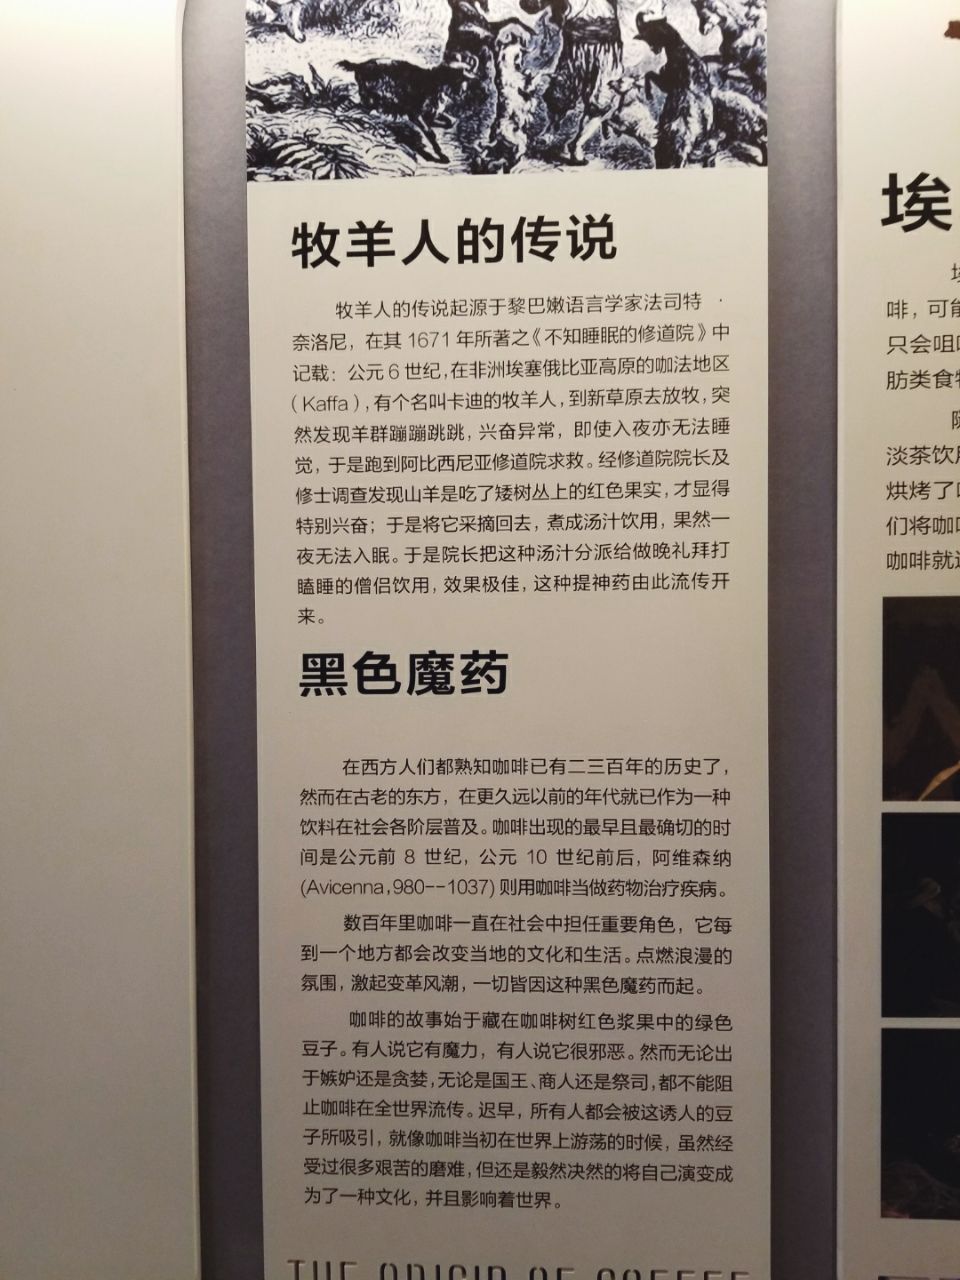 牧羊人的传说
牧羊人的传说起源于黎巴嫩语言学家法司特·
奈洛尼，在其1671年所著之《不知睡眠的修道院》中
记载：公元6世纪，在非洲埃塞俄比亚高原的咖法地区
（Kaffa），有个名叫卡迪的牧羊人，到新草原去放牧，突
然发现羊群蹦蹦跳跳，兴奋异常，即使入夜亦无法睡
觉，于是跑到阿比西尼亚修道院求救。经修道院院长及
修士调查发现山羊是吃了矮树丛上的红色果实，才显得
特别兴奋；于是将它采摘回去，煮成汤汁饮用，果然一
夜无法入眠。于是院长把这种汤汁分派给做晚礼拜打
瞌睡的僧侣饮用，效果极佳，这种提神药由此流传开
来。
黑色魔药
在西方人们都熟知咖啡已有二三百年的历史了，
然而在古老的东方，在更久远以前的年代就已作为一种
饮料在社会各阶层普及。咖啡出现的最早且最确切的时
间是公元前8世纪，公元10世纪前后，阿维森纳
(Avicenna,980--1037)则用咖啡当做药物治疗疾病。
数百年里咖啡一直在社会中担任重要角色，它每
到一个地方都会改变当地的文化和生活。点燃浪漫的
氛围，激起变革风潮，一切皆因这种黑色魔药而起。
咖啡的故事始于藏在咖啡树红色浆果中的绿色
豆子。有人说它有魔力，有人说它很邪恶。然而无论出
于嫉妒还是贪婪，无论是国王、商人还是祭司，都不能阻
止咖啡在全世界流传。迟早，所有人都会被这诱人的豆
子所吸引，就像咖啡当初在世界上游荡的时候，虽然经
受过很多艰苦的磨难，但还是毅然决然的将自己演变成
为了一种文化，并且影响着世界。
THE ORIGIN OF COFFEE
埃
埃
啡，可能
只会咀
肪类食
淡茶饮
烘烤了
们将咖
咖啡就